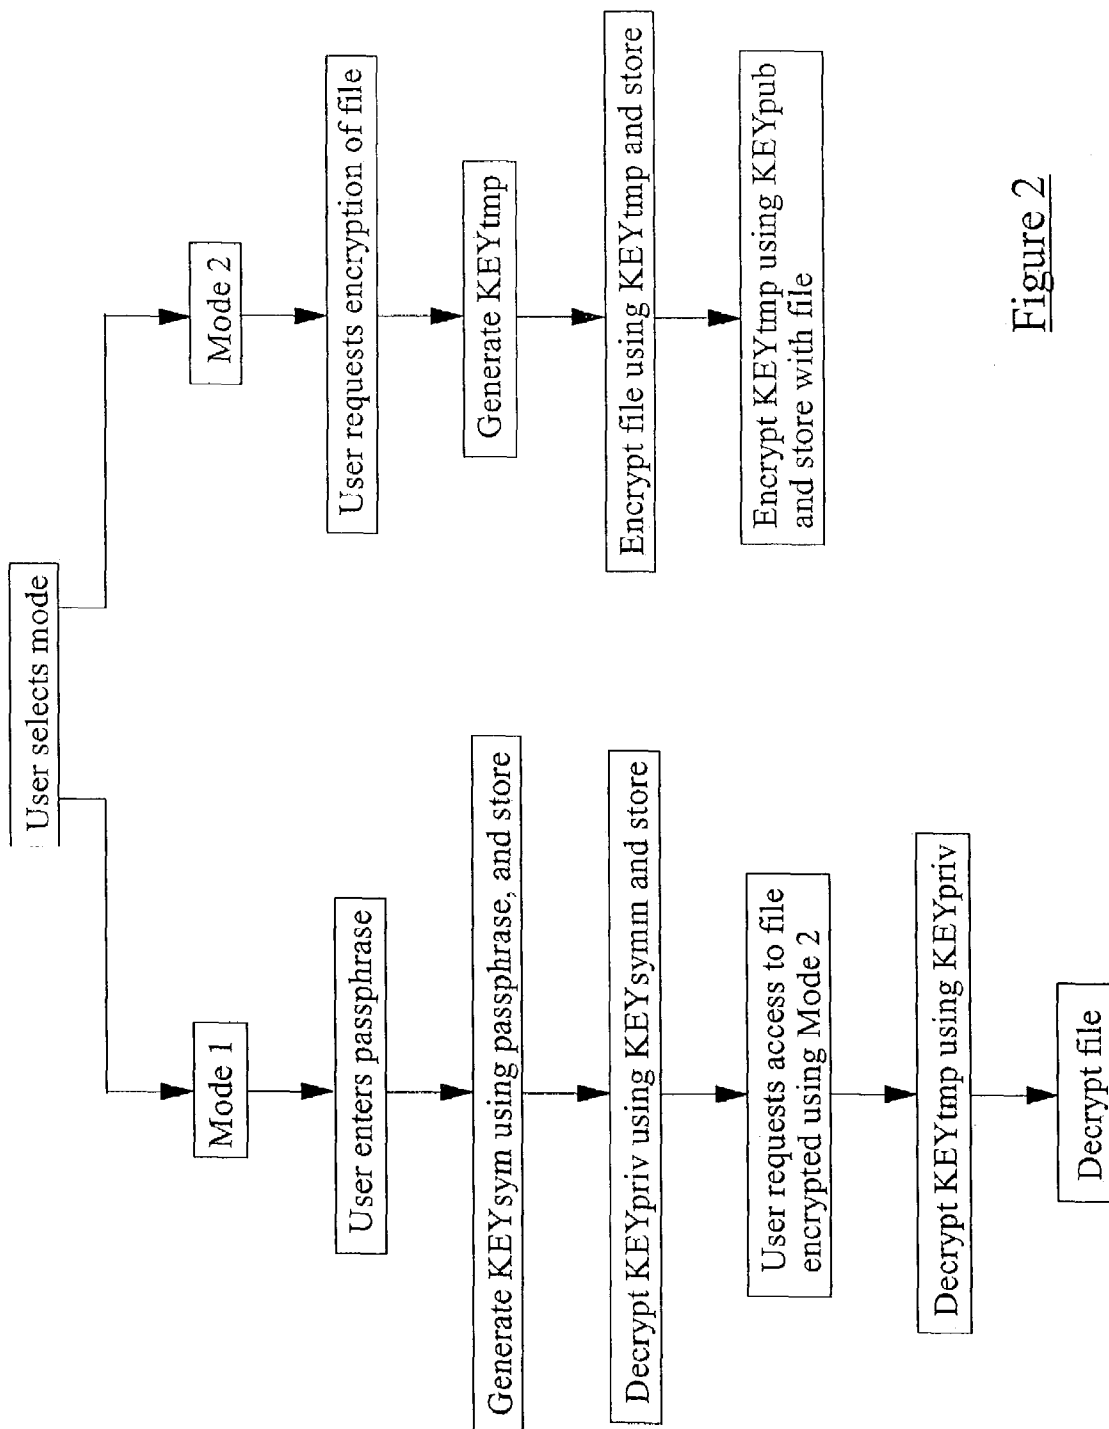 User selects mode
Mode 1
User enters passphrase
Generate KEYsym using passphrase, and store
Decrypt KEYpriv using KEYsymm and store
User requests access to file
encrypted using Mode 2
Decrypt KEYtmp using KEYpriv
Decrypt file
Mode 2
User requests encryption of file
Generate KEYtmp
Encrypt file using KEYtmp and store
Encrypt KEYtmp using KEYpub
and store with file
Figure 2